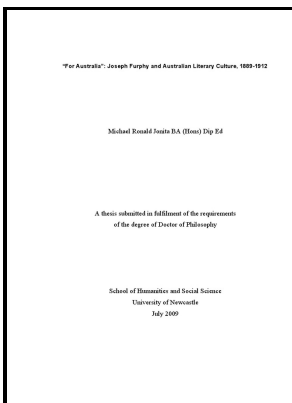 "For Australia": Joseph Furphy and Australian Literary Culture, 1889-1912
Michael Ronald Jonita BA (Hons) Dip Ed
A thesis submitted in fulfilment of the requirements
of the degree of Doctor of Philosophy
School of Humanities and Social Science
University of Newcastle
July 2009